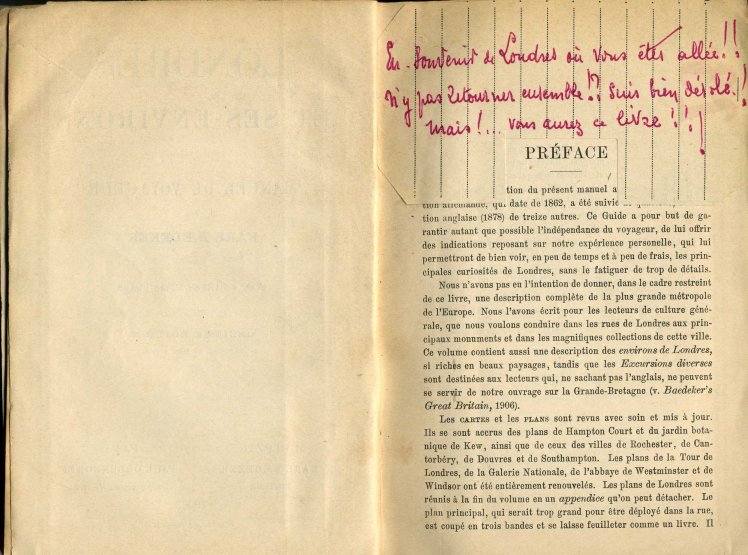 En souvenir de Londres où vous êtes allée!!
n'y pas retourner ensemble!? Suis bien désolé!!
mais!... vous aurez ce livre!!!
PRÉFACE
tion du présent manuel a
tion allemande, qui date de 1862, a été suivie
tion anglaise (1878) de treize autres. Ce Guide a pour but de ga-
rantir autant que possible l'indépendance du voyageur, de lui offrir
des indications reposant sur notre expérience personelle, qui lui
permettront de bien voir, en peu de temps et à peu de frais, les prin-
cipales curiosités de Londres, sans le fatiguer de trop de détails.
Nous n'avons pas eu l'intention de donner, dans le cadre restreint
de ce livre, une description complète de la plus grande métropole
de l'Europe. Nous l'avons écrit pour les lecteurs de culture géné-
rale, que nous voulons conduire dans les rues de Londres aux prin-
cipaux monuments et dans les magnifiques collections de cette ville.
Ce volume contient aussi une description des environs de Londres,
si riches en beaux paysages, tandis que les Excursions diverses
sont destinées aux lecteurs qui, ne sachant pas l'anglais, ne peuvent
se servir de notre ouvrage sur la Grande-Bretagne (v. Baedeker's
Great Britain, 1906).
Les CARTES et les PLANS sont revus avec soin et mis à jour.
Ils se sont accrus des plans de Hampton Court et du jardin bota-
nique de Kew, ainsi que de ceux des villes de Rochester, de Can-
torbéry, de Douvres et de Southampton. Les plans de la Tour de
Londres, de la Galerie Nationale, de l'abbaye de Westminster et de
Windsor ont été entièrement renouvelés. Les plans de Londres sont
réunis à la fin du volume en un appendice qu'on peut détacher. Le
plan principal, qui serait trop grand pour être déployé dans la rue,
est coupé en trois bandes et se laisse feuilleter comme un livre. Il